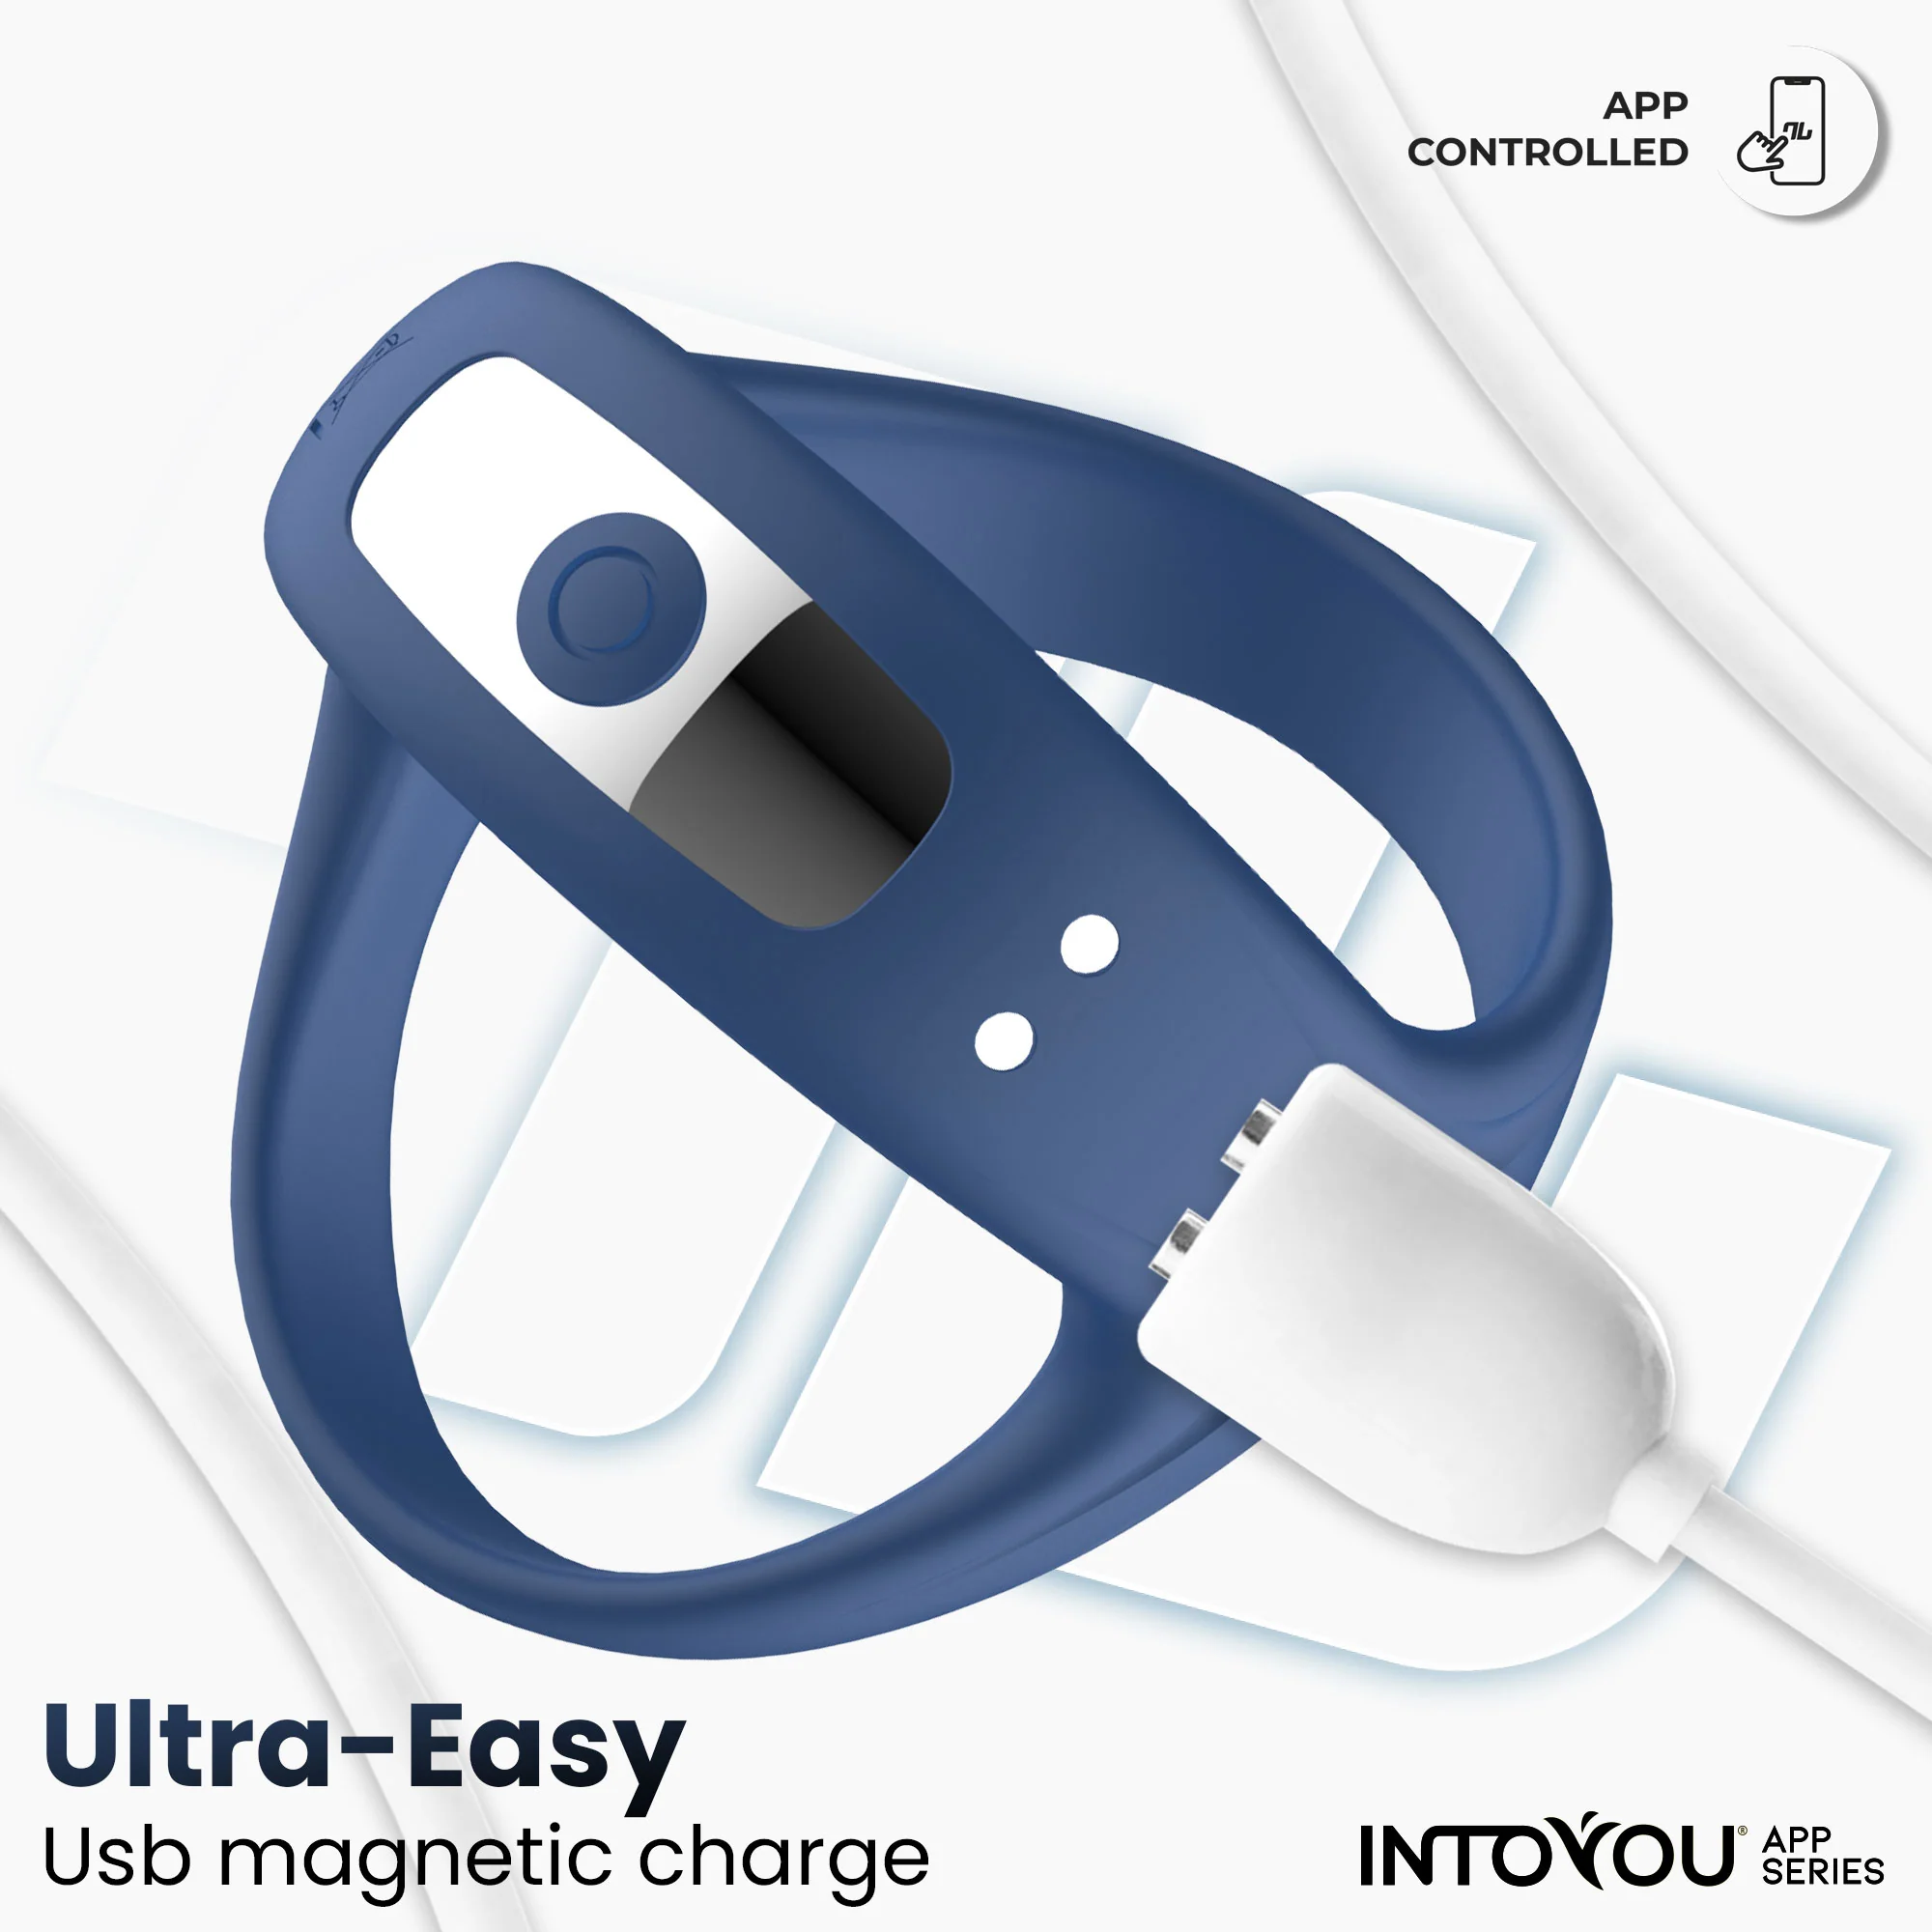 APP
CONTROLLED
Ultra-Easy
Usb magnetic charge
INTOYOU® APP
SERIES